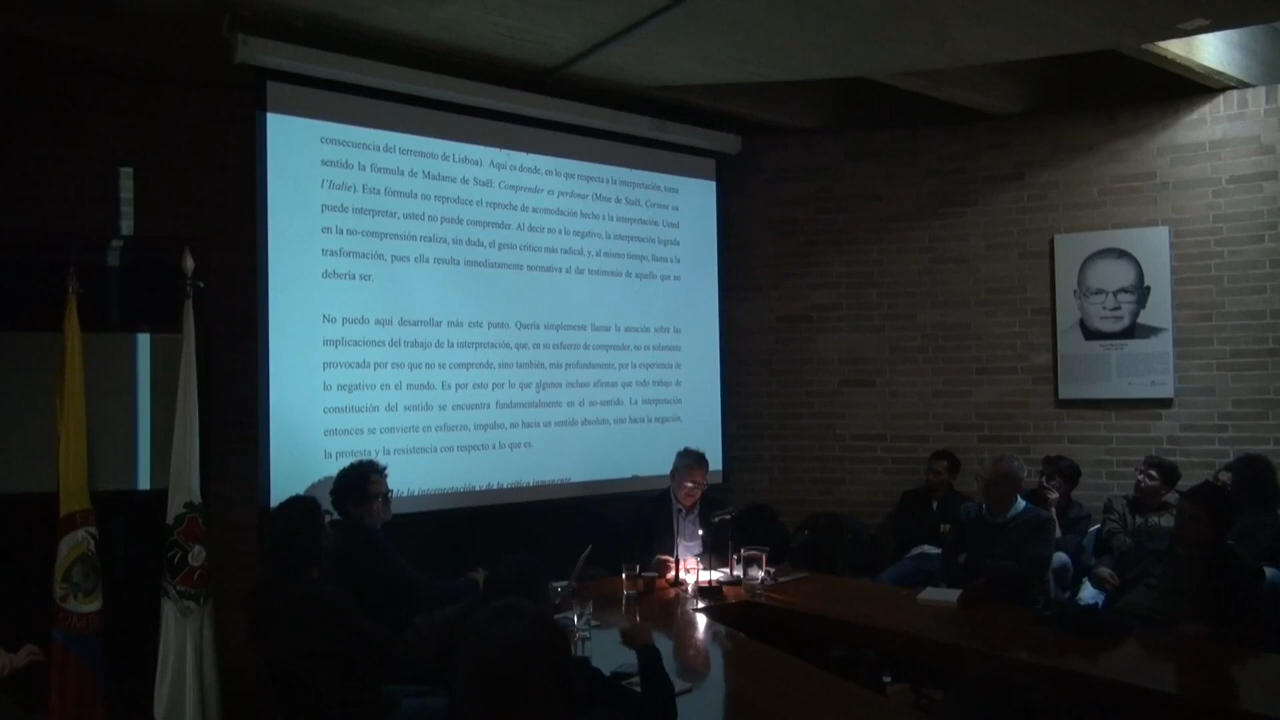 consecuencia del terremoto de Lisboa). Aquí es donde, en lo que respecta a la interpretación, toma
sentido la fórmula de Madame de Staël: Comprender es perdonar (Mme de Staël, Corinne ou
l'Italie). Esta fórmula no reproduce el reproche de acomodación hecho a la interpretación. Usted
puede interpretar, usted no puede comprender. Al decir no a lo negativo, la interpretación lograda
en la no-comprensión realiza, sin duda, el gesto crítico más radical, y, al mismo tiempo, llama a la
trasformación, pues ella resulta inmediatamente normativa al dar testimonio de aquello que no
debería ser.
No puedo aquí desarrollar más este punto. Quería simplemente llamar la atención sobre las
implicaciones del trabajo de la interpretación, que, en su esfuerzo de comprender, no es solamente
provocada por eso que no se comprende, sino también, más profundamente, por la experiencia de
lo negativo en el mundo. Es por esto por lo que algunos incluso afirman que todo trabajo de
constitución del sentido se encuentra fundamentalmente en el no-sentido. La interpretación
entonces se convierte en esfuerzo, impulso, no hacia un sentido absoluto, sino hacia la negación,
la protesta y la resistencia con respecto a lo que es.
de la interpretación y de la crítica inmanente